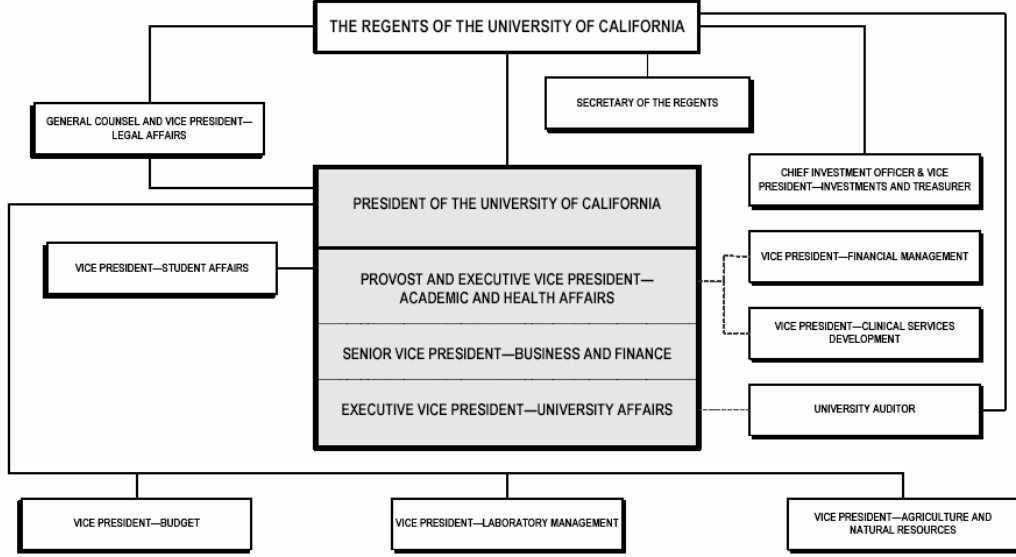 THE REGENTS OF THE UNIVERSITY OF CALIFORNIA
SECRETARY OF THE REGENTS
GENERAL COUNSEL AND VICE PRESIDENT—
LEGAL AFFAIRS
CHIEF INVESTMENT OFFICER & VICE
PRESIDENT—INVESTMENTS AND TREASURER
PRESIDENT OF THE UNIVERSITY OF CALIFORNIA
VICE PRESIDENT—STUDENT AFFAIRS
VICE PRESIDENT—FINANCIAL MANAGEMENT
PROVOST AND EXECUTIVE VICE PRESIDENT—
ACADEMIC AND HEALTH AFFAIRS
VICE PRESIDENT—CLINICAL SERVICES
DEVELOPMENT
SENIOR VICE PRESIDENT—BUSINESS AND FINANCE
EXECUTIVE VICE PRESIDENT—UNIVERSITY AFFAIRS
UNIVERSITY AUDITOR
VICE PRESIDENT—BUDGET
VICE PRESIDENT—LABORATORY MANAGEMENT
VICE PRESIDENT—AGRICULTURE AND
NATURAL RESOURCES